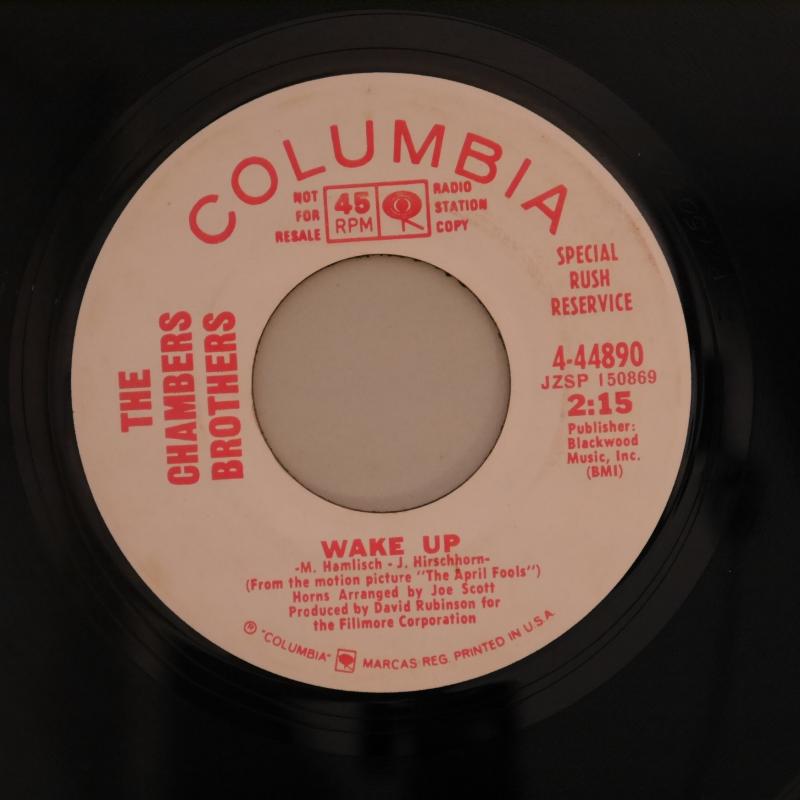 COLUMBIA
NOT
FOR
RESALE
45
RPM
RADIO
STATION
COPY
SPECIAL
RUSH
RESERVICE
THE
CHAMBERS
BROTHERS
4-44890
JZSP 150869
2:15
Publisher:
Blackwood
Music, Inc.
(BMI)
WAKE UP
-M. Hamlisch - J. Hirschhorn-
(From the motion picture "The April Fools")
Horns Arranged by Joe Scott
Produced by David Rubinson for
the Fillmore Corporation
® "COLUMBIA" MARCAS REG. PRINTED IN U.S.A.